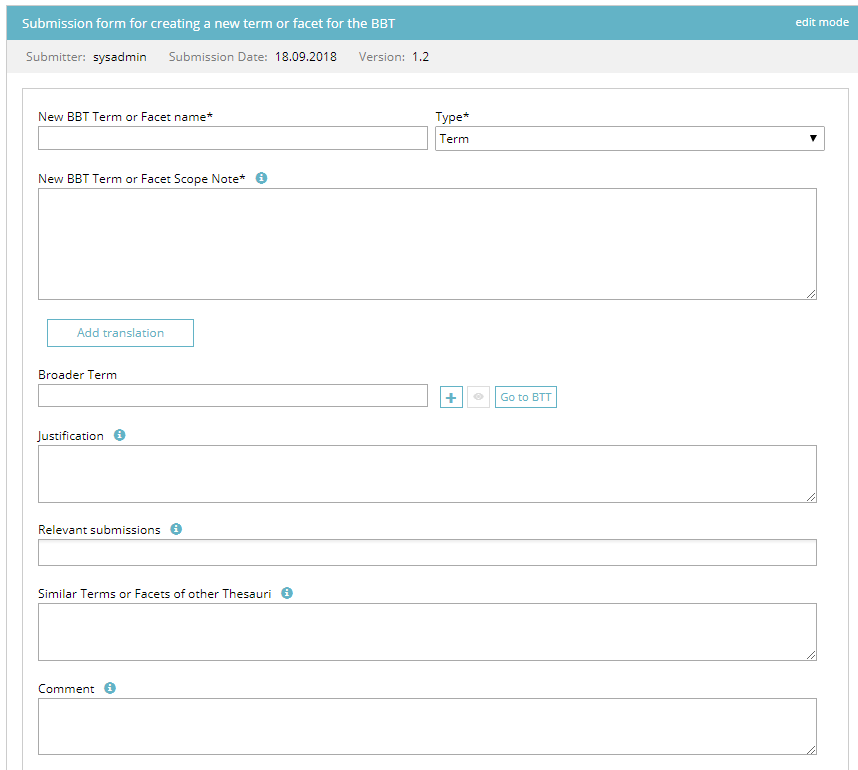 Submission form for creating a new term or facet for the BBT edit mode
Submitter: sysadmin Submission Date: 18.09.2018 Version: 1.2
New BBT Term or Facet name* Type*
Term
New BBT Term or Facet Scope Note*
Add translation
Broader Term
Go to BTT
Justification
Relevant submissions
Similar Terms or Facets of other Thesauri
Comment